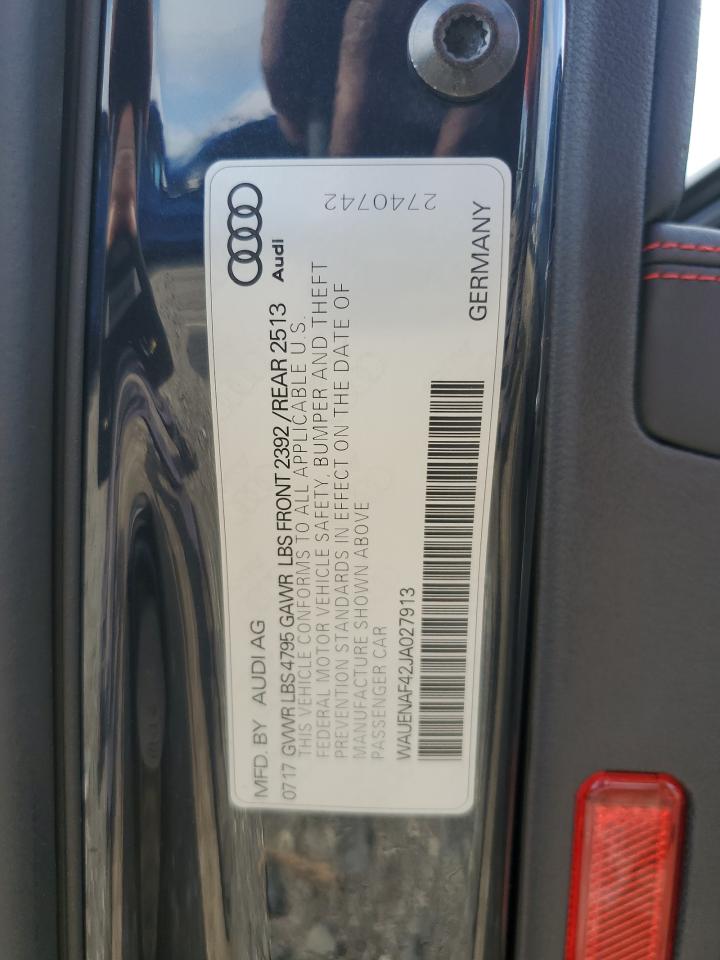 MFD. BY AUDI AG
Audi
0717 GVWR LBS 4795 GAWR LBS FRONT 2392 /REAR 2513
THIS VEHICLE CONFORMS TO ALL APPLICABLE U.S.
FEDERAL MOTOR VEHICLE SAFETY. BUMPER AND THEFT
PREVENTION STANDARDS IN EFFECT ON THE DATE OF
MANUFACTURE SHOWN ABOVE
PASSENGER CAR
2740742
WAUENAF42JA027913
GERMANY